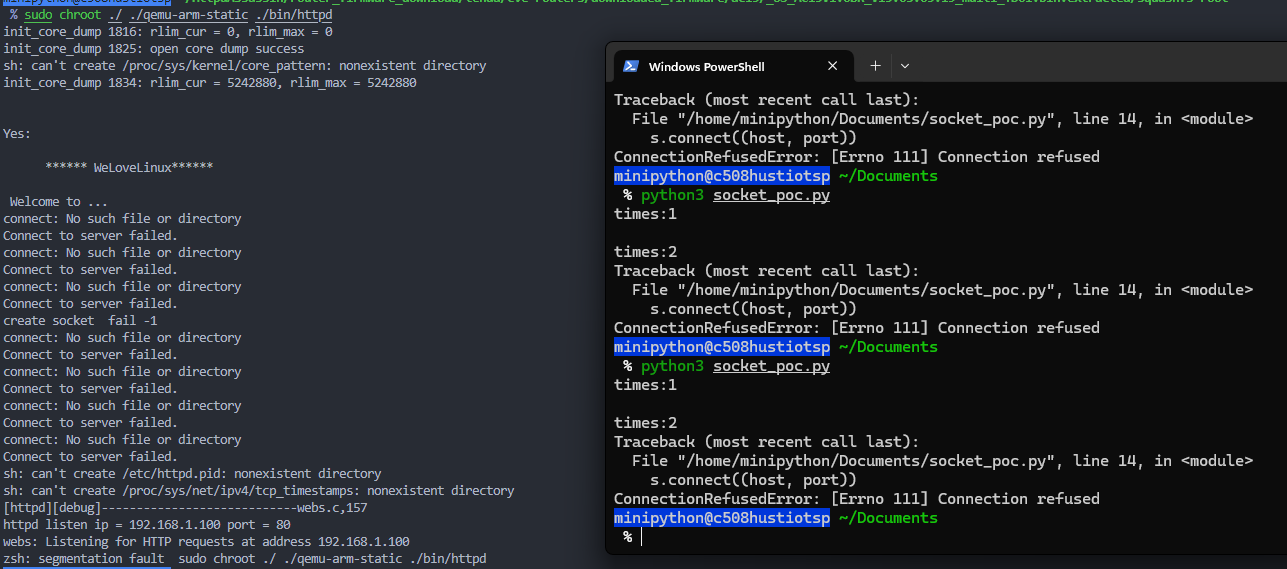 % sudo chroot ./ ./qemu-arm-static ./bin/httpd
init_core_dump 1816: rlim_cur = 0, rlim_max = 0
init_core_dump 1825: open core dump success
sh: can't create /proc/sys/kernel/core_pattern: nonexistent directory
init_core_dump 1834: rlim_cur = 5242880, rlim_max = 5242880
Yes:
****** WeLoveLinux******
Welcome to ...
connect: No such file or directory
Connect to server failed.
connect: No such file or directory
Connect to server failed.
connect: No such file or directory
Connect to server failed.
create socket  fail -1
connect: No such file or directory
Connect to server failed.
connect: No such file or directory
Connect to server failed.
connect: No such file or directory
Connect to server failed.
connect: No such file or directory
Connect to server failed.
sh: can't create /etc/httpd.pid: nonexistent directory
sh: can't create /proc/sys/net/ipv4/tcp_timestamps: nonexistent directory
[httpd][debug]----------------------------webs.c,157
httpd listen ip = 192.168.1.100 port = 80
webs: Listening for HTTP requests at address 192.168.1.100
zsh: segmentation fault  sudo chroot ./ ./qemu-arm-static ./bin/httpd
Windows PowerShell
Traceback (most recent call last):
File "/home/minipython/Documents/socket_poc.py", line 14, in <module>
s.connect((host, port))
ConnectionRefusedError: [Errno 111] Connection refused
minipython@c508hustiotsp ~/Documents
% python3 socket_poc.py
times:1
times:2
Traceback (most recent call last):
File "/home/minipython/Documents/socket_poc.py", line 14, in <module>
s.connect((host, port))
ConnectionRefusedError: [Errno 111] Connection refused
minipython@c508hustiotsp ~/Documents
% python3 socket_poc.py
times:1
times:2
Traceback (most recent call last):
File "/home/minipython/Documents/socket_poc.py", line 14, in <module>
s.connect((host, port))
ConnectionRefusedError: [Errno 111] Connection refused
minipython@c508hustiotsp ~/Documents
%